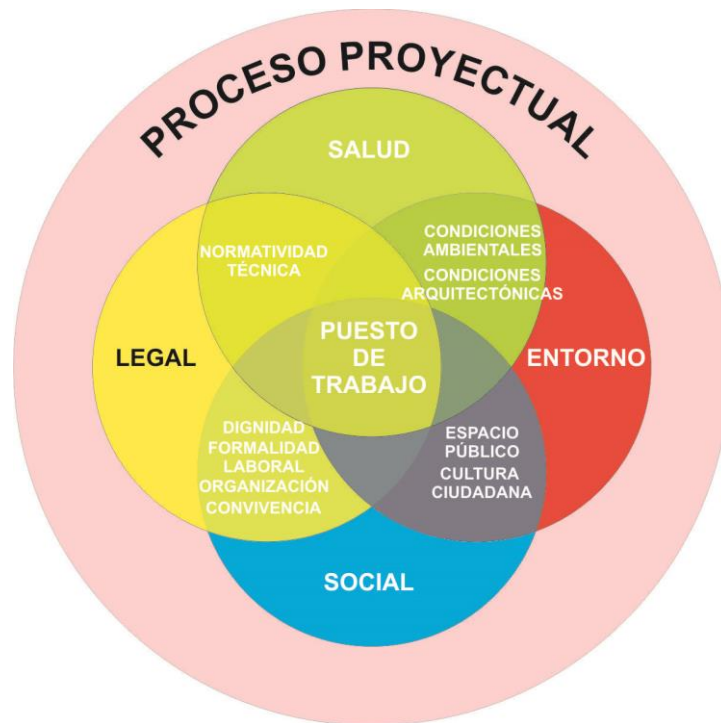 PROCESO PROYECTUAL
SALUD
NORMATIVIDAD
TÉCNICA
CONDICIONES
AMBIENTALES
CONDICIONES
ARQUITECTÓNICAS
LEGAL
PUESTO
DE
TRABAJO
ENTORNO
DIGNIDAD
FORMALIDAD
LABORAL
ORGANIZACIÓN
CONVIVENCIA
ESPACIO
PÚBLICO
CULTURA
CIUDADANA
SOCIAL